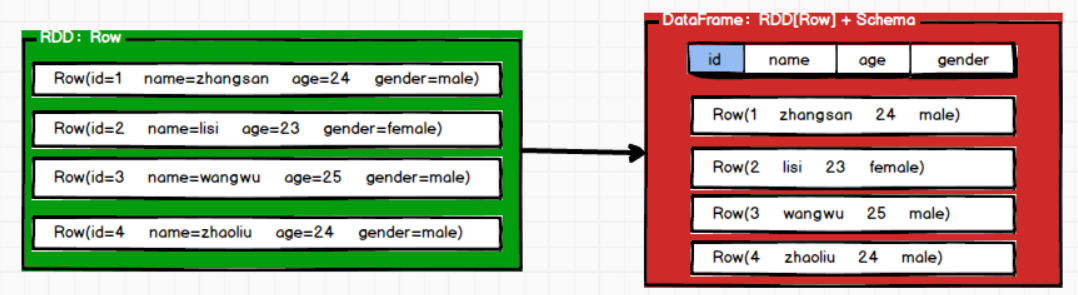 RDD: Row
Row(id=1 name=zhangsan age=24 gender=male)
Row(id=2 name=lisi age=23 gender=female)
Row(id=3 name=wangwu age=25 gender=male)
Row(id=4 name=zhaoliu age=24 gender=male)
DataFrame: RDD[Row] + Schema
id name age gender
Row(1 zhangsan 24 male)
Row(2 lisi 23 female)
Row(3 wangwu 25 male)
Row(4 zhaoliu 24 male)